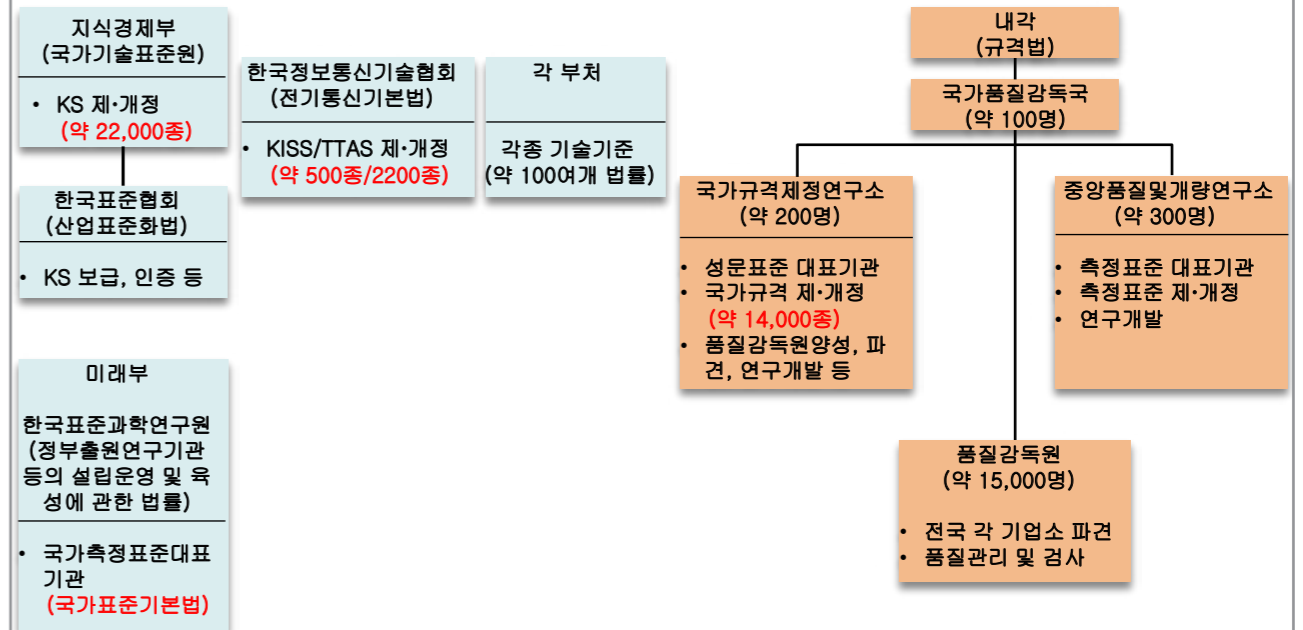 지식경제부
(국가기술표준원)
• KS 제·개정
(약 22,000종)
한국표준협회
(산업표준화법)
• KS 보급, 인증 등
한국정보통신기술협회
(전기통신기본법)
• KISS/TTAS 제·개정
(약 500종/2200종)
각 부처
각종 기술기준
(약 100여개 법률)
미래부
한국표준과학연구원
(정부출원연구기관
등의 설립운영 및 육
성에 관한 법률)
• 국가측정표준대표
기관
(국가표준기본법)
내각
(규격법)
국가품질감독국
(약 100명)
국가규격제정연구소
(약 200명)
• 성문표준 대표기관
• 국가규격 제·개정
(약 14,000종)
• 품질감독원양성, 파
견, 연구개발 등
중앙품질및개량연구소
(약 300명)
• 측정표준 대표기관
• 측정표준 제·개정
• 연구개발
품질감독원
(약 15,000명)
• 전국 각 기업소 파견
• 품질관리 및 검사